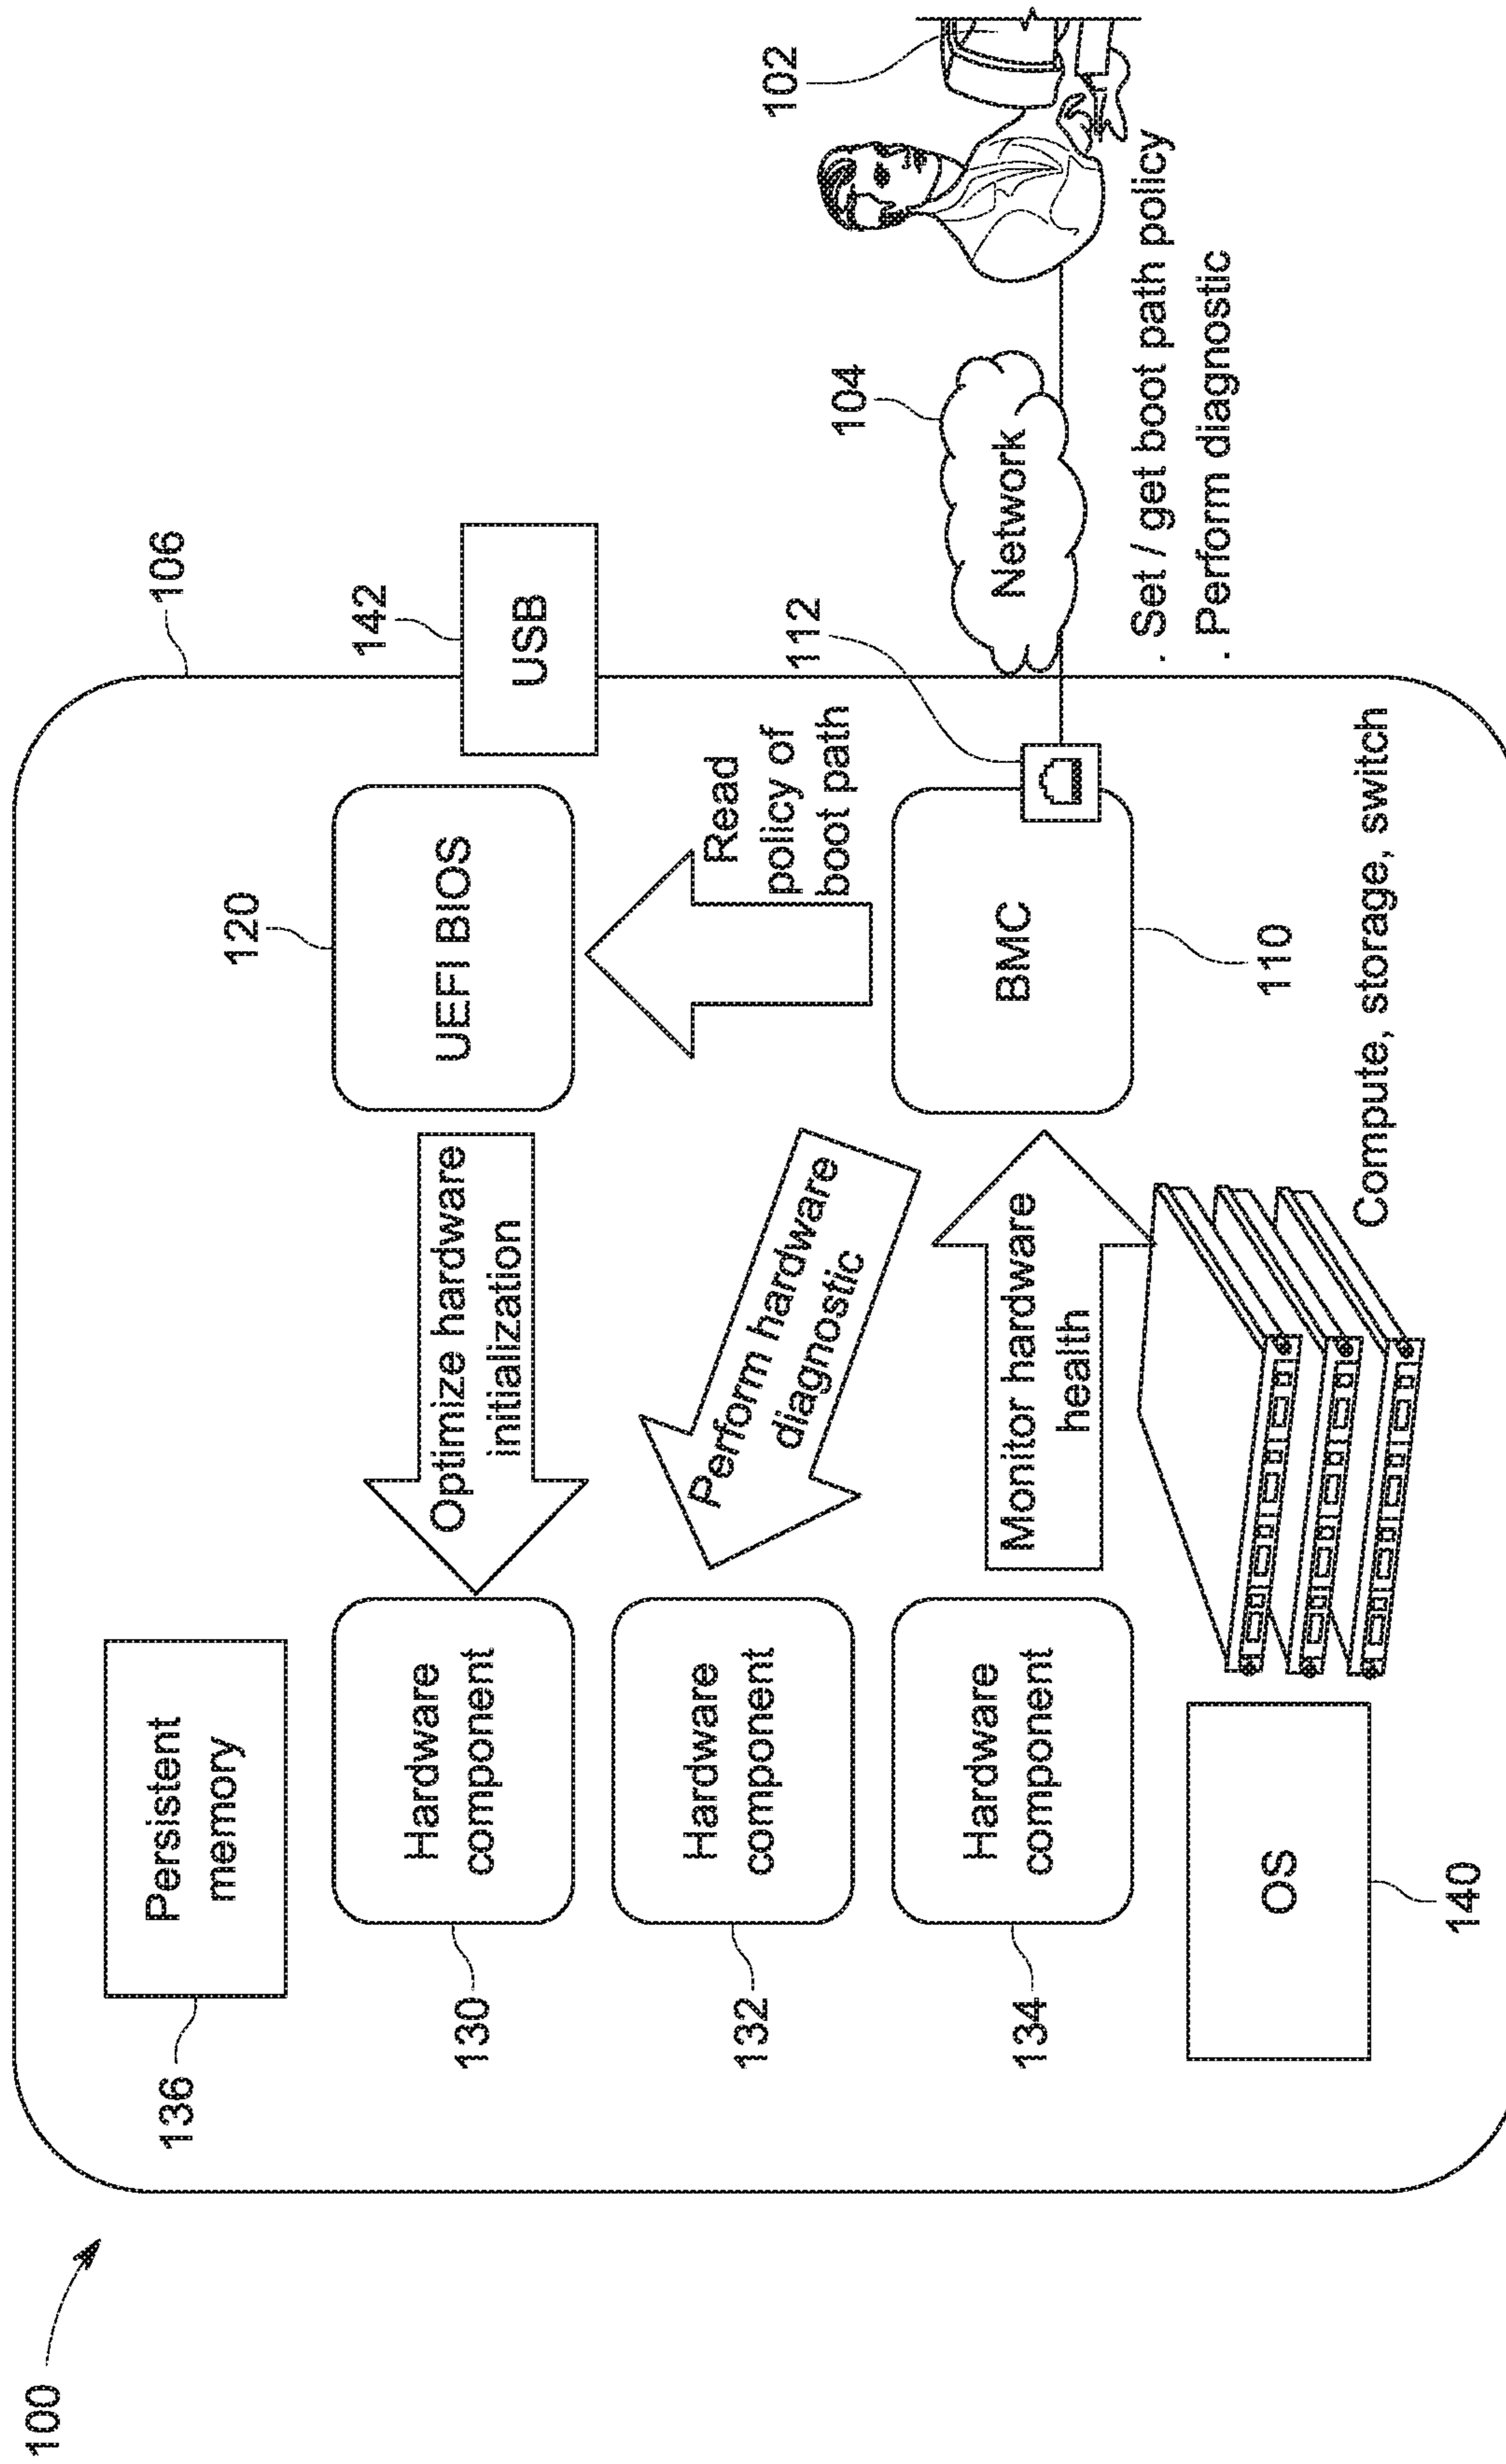 100
106
136
Persistent
memory
120
142
130
Hardware
component
Optimize hardware
initialization
UEFI BIOS
USB
132
Hardware
component
Perform hardware
diagnostic
Read
policy of
boot path
112
104
102
134
Hardware
component
Monitor hardware
health
BMC
Network
. Set / get boot path policy
. Perform diagnostic
OS
110
140
Compute, storage, switch